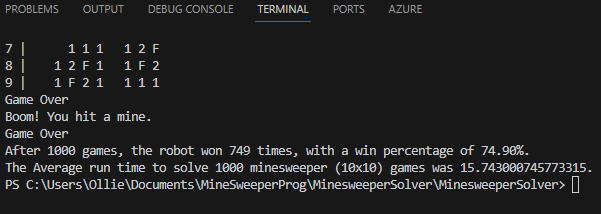 PROBLEMS OUTPUT DEBUG CONSOLE TERMINAL PORTS AZURE
7 | 1 1 1 1 2 F
8 | 1 2 F 1 1 F 2
9 | 1 F 2 1 1 1 1
Game Over
Boom! You hit a mine.
Game Over
After 1000 games, the robot won 749 times, with a win percentage of 74.90%.
The Average run time to solve 1000 minesweeper (10x10) games was 15.743000745773315.
PS C:\Users\Ollie\Documents\MineSweeperProg\MinesweeperSolver\MinesweeperSolver>